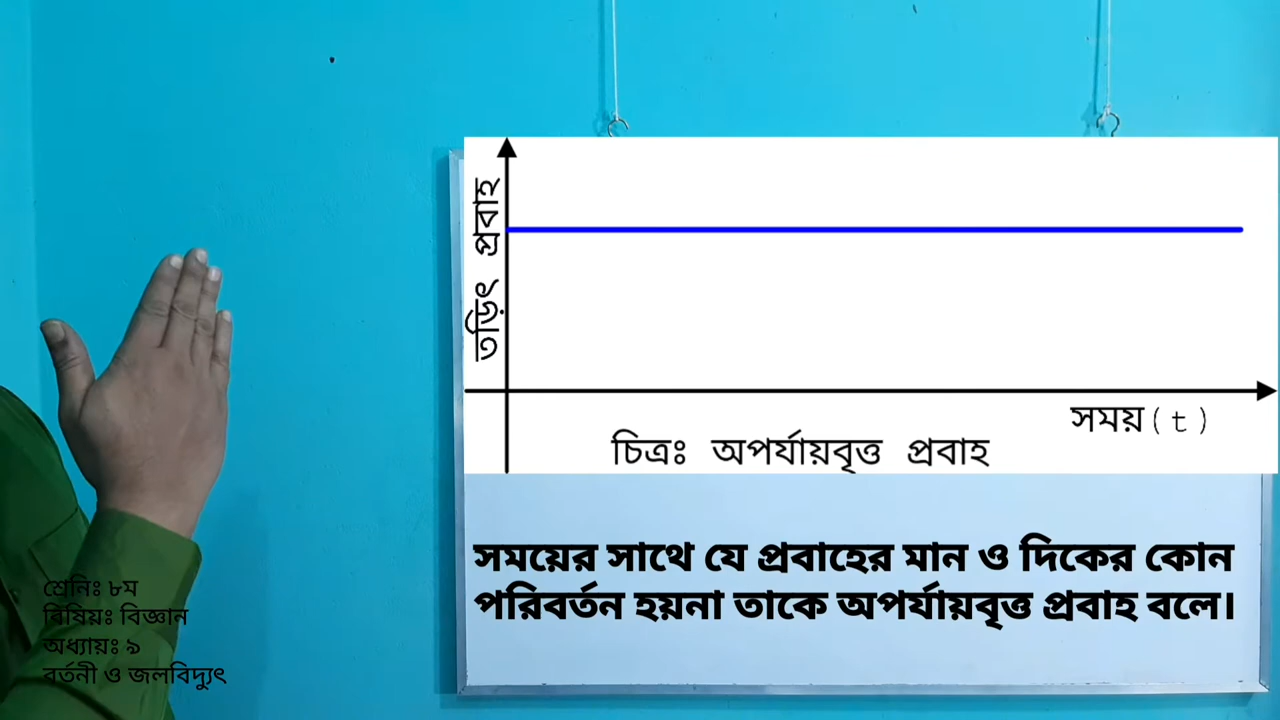 তড়িৎ প্রবাহ
সময়(t)
চিত্রঃ অপর্যায়বৃত্ত প্রবাহ
সময়ের সাথে যে প্রবাহের মান ও দিকের কোন
পরিবর্তন হয়না তাকে অপর্যায়বৃত্ত প্রবাহ বলে।
শ্রেনিঃ ৮ম
বিষিয়ঃ বিজ্ঞান
অধ্যায়ঃ ৯
বর্তনী ও জলবিদ্যুৎ